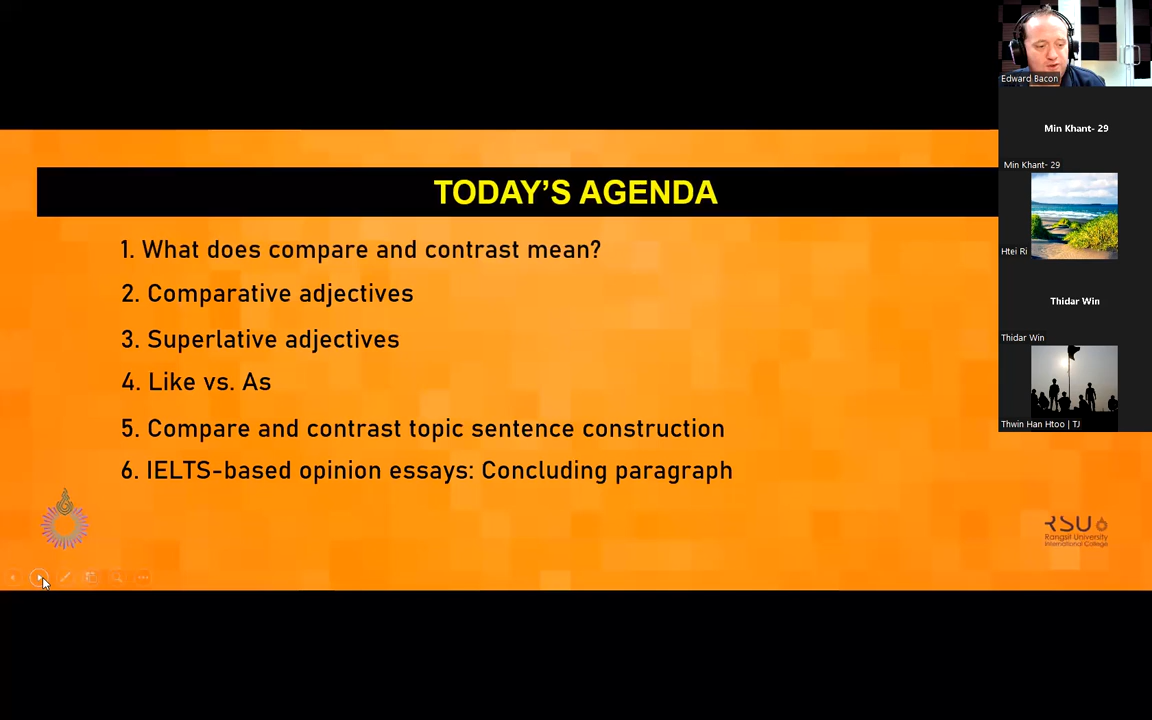 TODAY'S AGENDA
1. What does compare and contrast mean?
2. Comparative adjectives
3. Superlative adjectives
4. Like vs. As
5. Compare and contrast topic sentence construction
6. IELTS-based opinion essays: Concluding paragraph
RSU
Rangsit University
International College
Edward Bacon
Min Khant- 29
Min Khant- 29
Htei Ri
Thidar Win
Thidar Win
Thwin Han Htoo | TJ